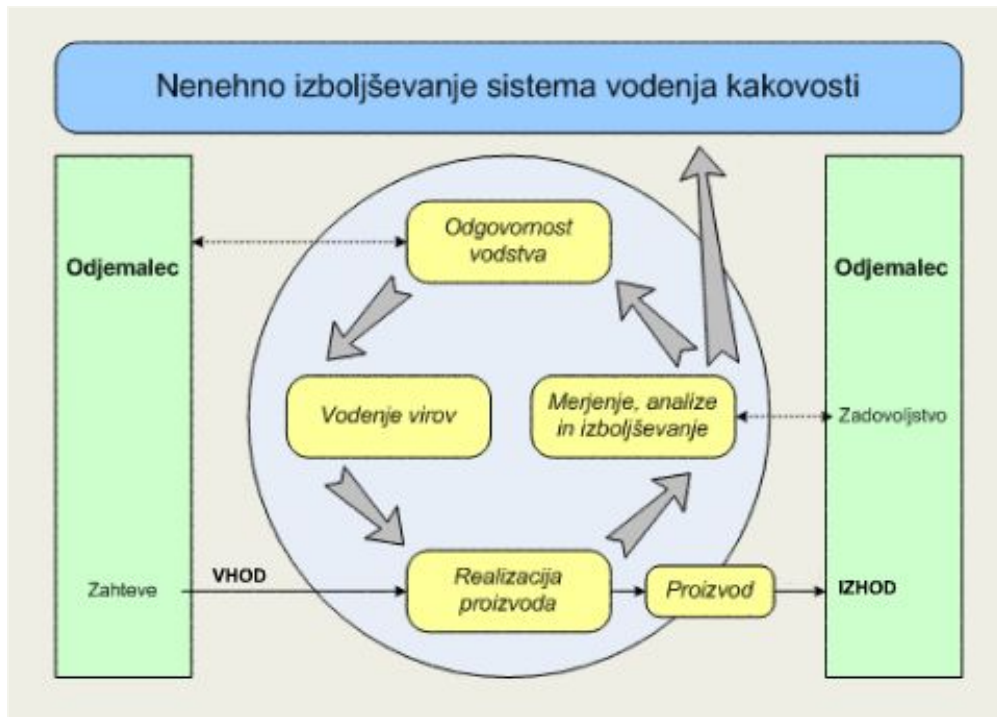 Nenehno izboljševanje sistema vodenja kakovosti
Odjemalec
Odgovornost
vodstva
Odjemalec
Vodenje virov
Merjenje, analize
in izboljševanje
Zadovoljstvo
Zahteve
VHOD
Realizacija
proizvoda
Proizvod
IZHOD